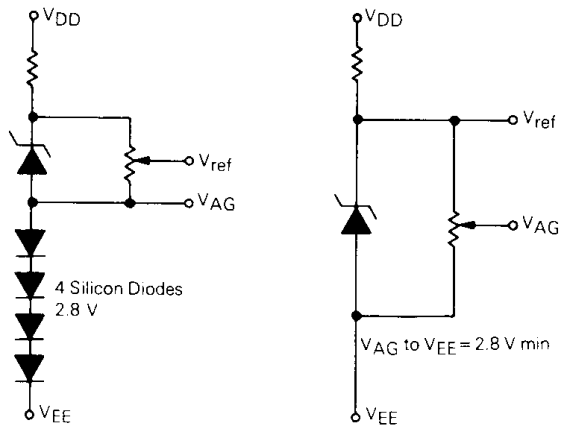 VDD
Vref
VAG
4 Silicon Diodes
2.8 V
VEE
VDD
Vref
VAG
VAG to VEE = 2.8 V min
VEE